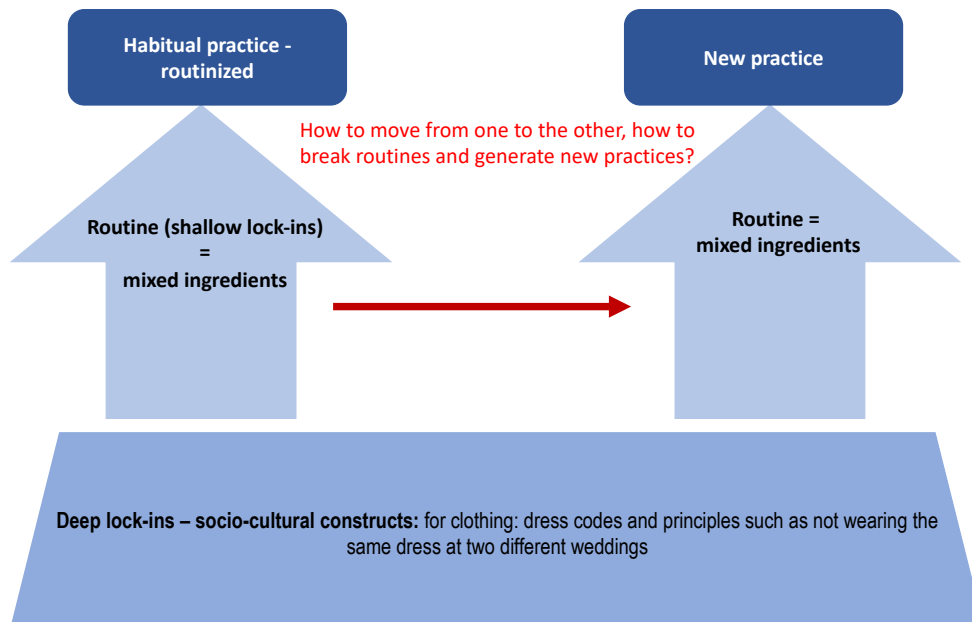 Habitual practice -
routinized
New practice
How to move from one to the other, how to
break routines and generate new practices?
Routine (shallow lock-ins)
=
mixed ingredients
Routine =
mixed ingredients
Deep lock-ins – socio-cultural constructs: for clothing: dress codes and principles such as not wearing the
same dress at two different weddings